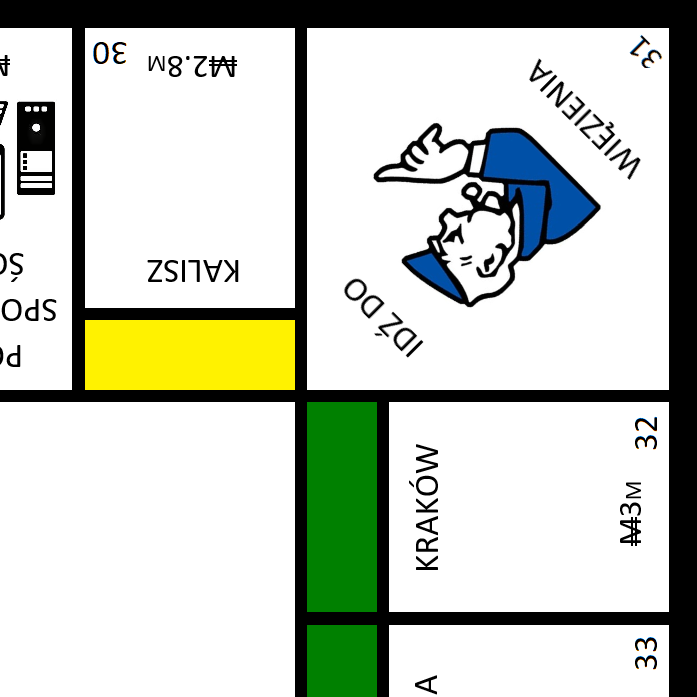 30
₩2.8M
KALISZ
31
IDŹ DO
WIĘZIENIA
32
KRAKÓW
₩3M
33